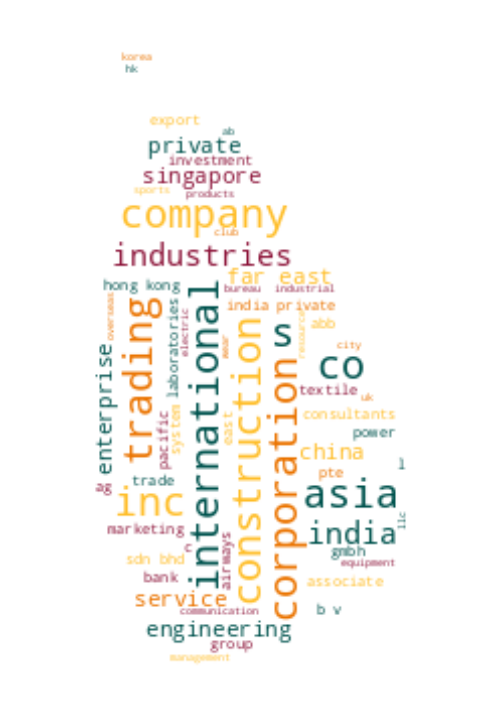 korea
hk
export
ab
private
investment
singapore
sports
products
company
club
industries
far east
hong kong
bureau
industrial
overseas
trading
laboratories
electric
international
india private
construction
s
resource
abb
wear
city
co
enterprise
pacific
system
east
corporation
textile
uk
consultants
power
china
l
pte
trade
ag
inc
asia
marketing
india
llc
c
airways
gmbh
sdn bhd
equipment
bank
associate
service
communication
b v
engineering
group
management